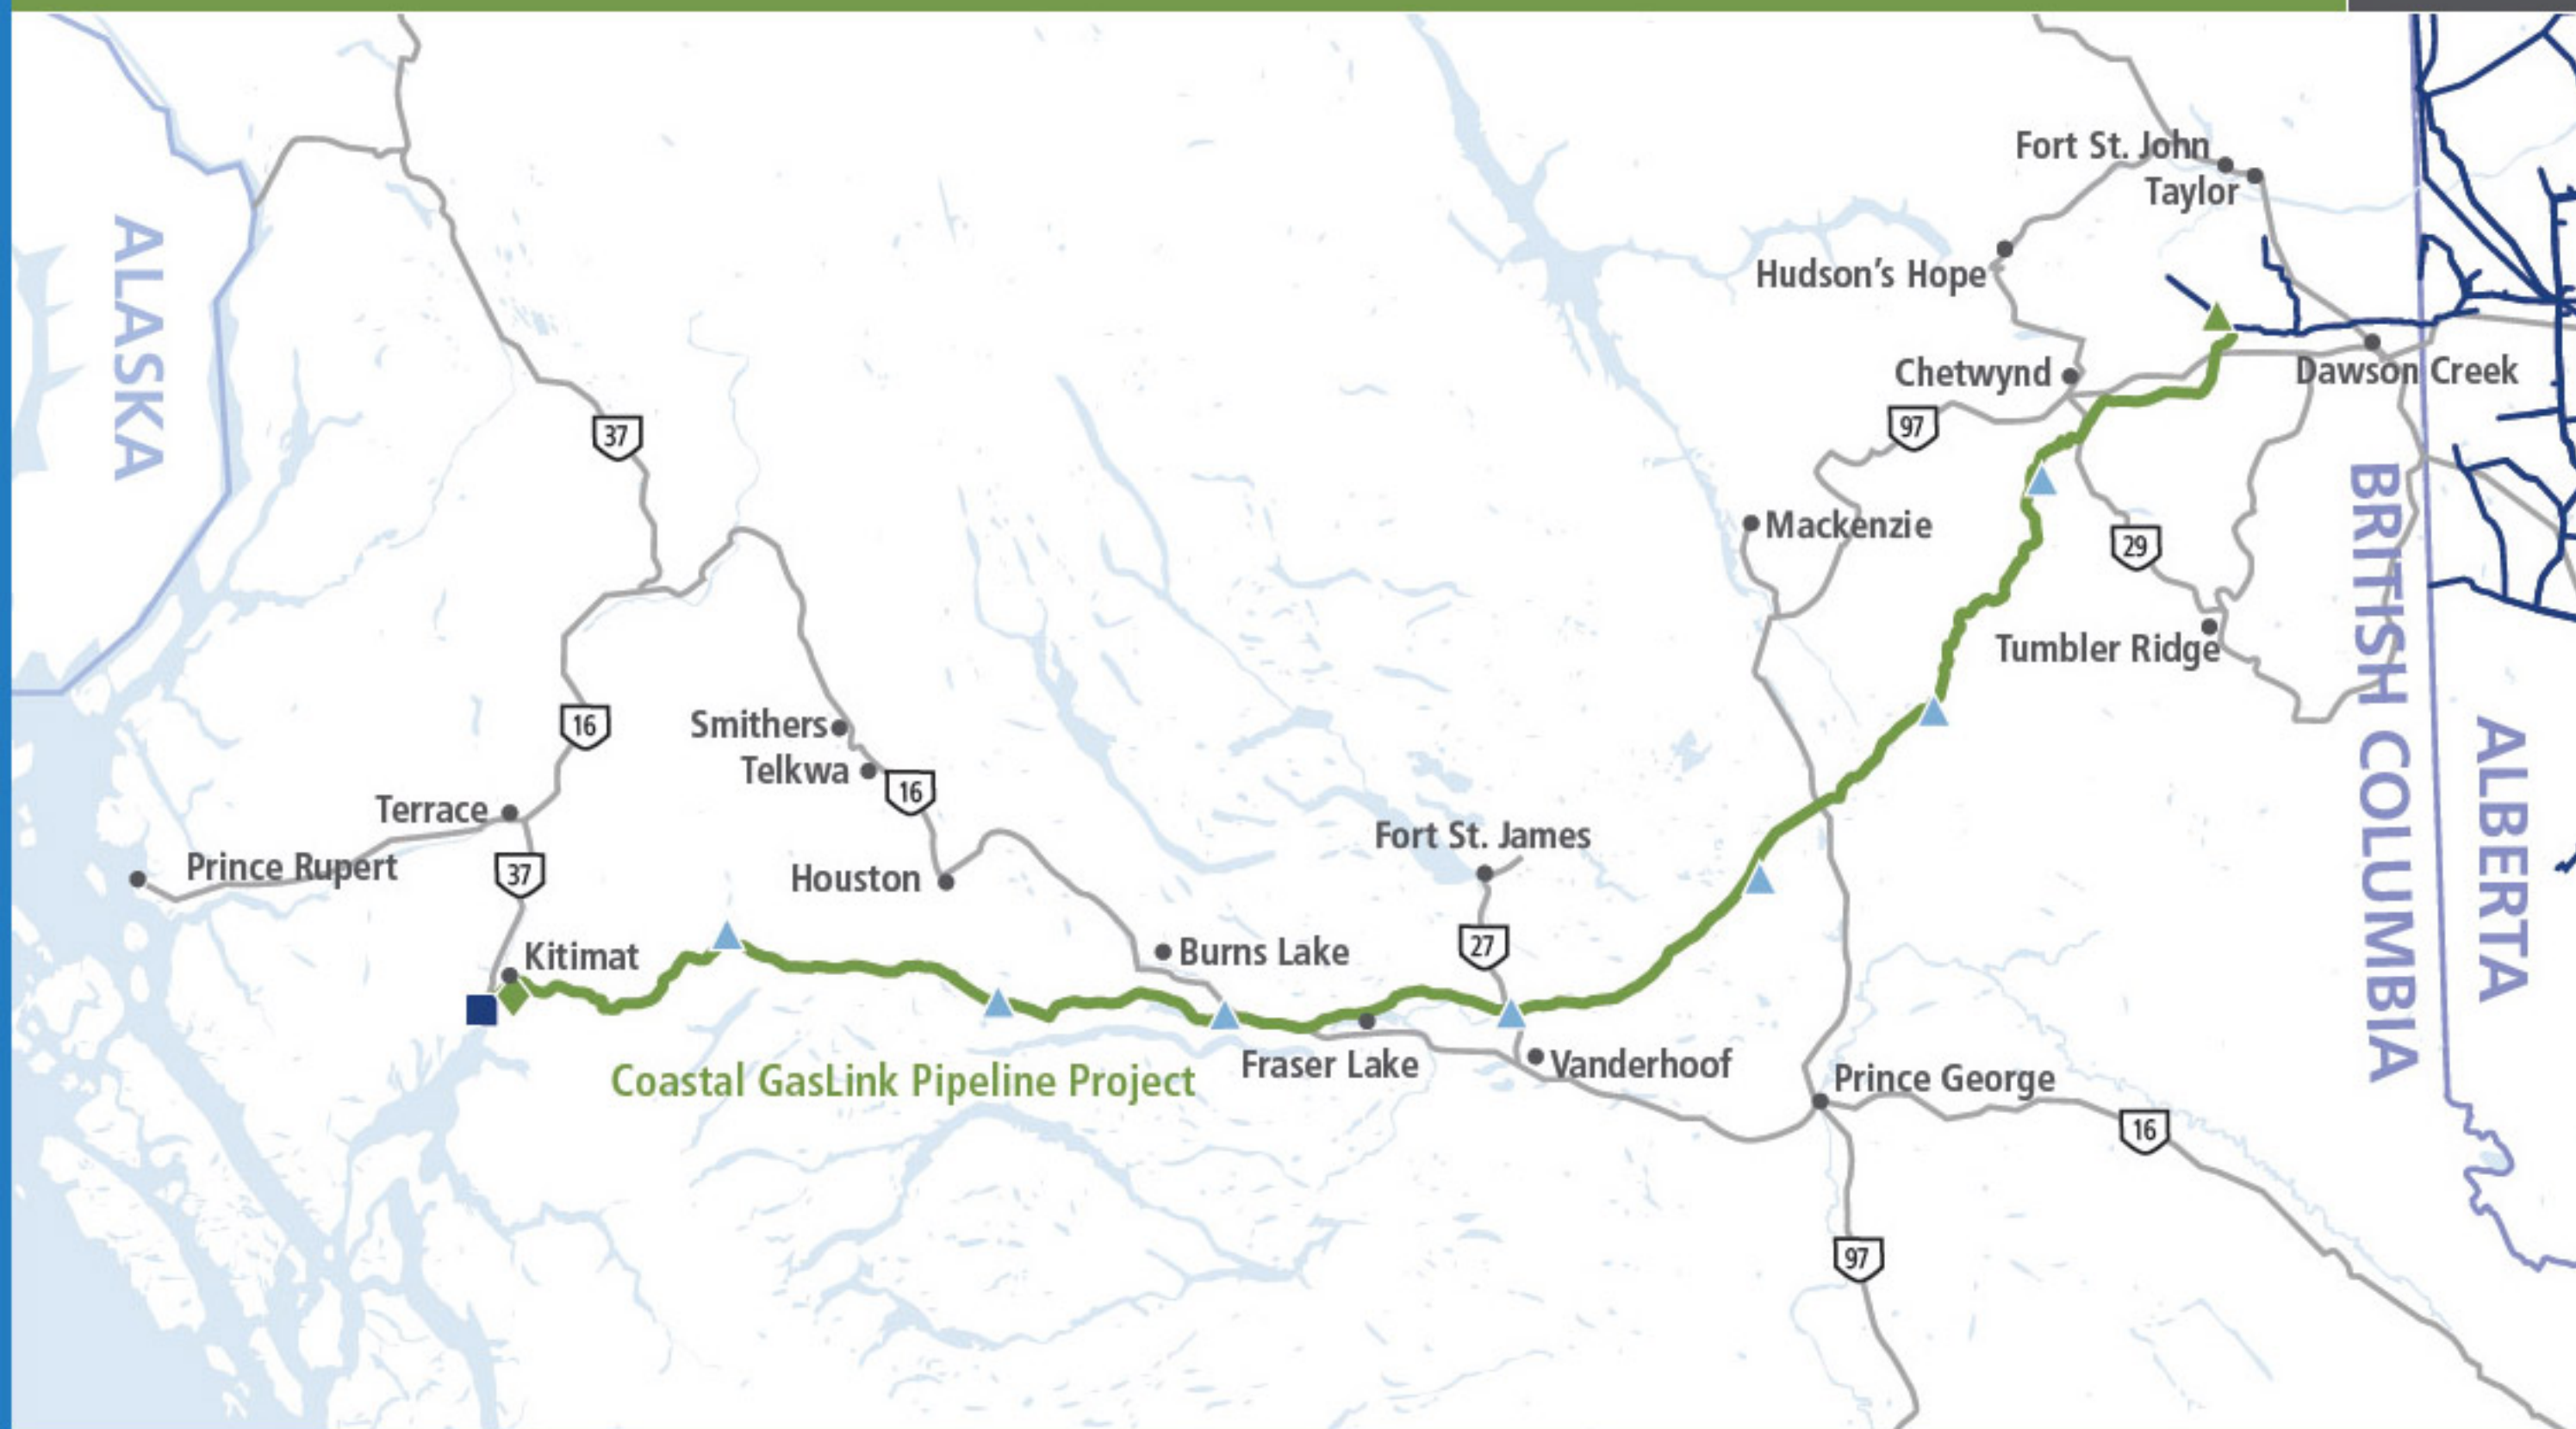 Fort St. John
Taylor
ALASKA
Hudson's Hope
Chetwynd
Dawson Creek
97
37
Mackenzie
29
BRITISH COLUMBIA
Tumbler Ridge
16
Smithers
Telkwa
16
ALBERTA
Terrace
Fort St. James
Prince Rupert
37
Houston
27
Kitimat
Burns Lake
Coastal GasLink Pipeline Project
Fraser Lake
Vanderhoof
Prince George
16
97